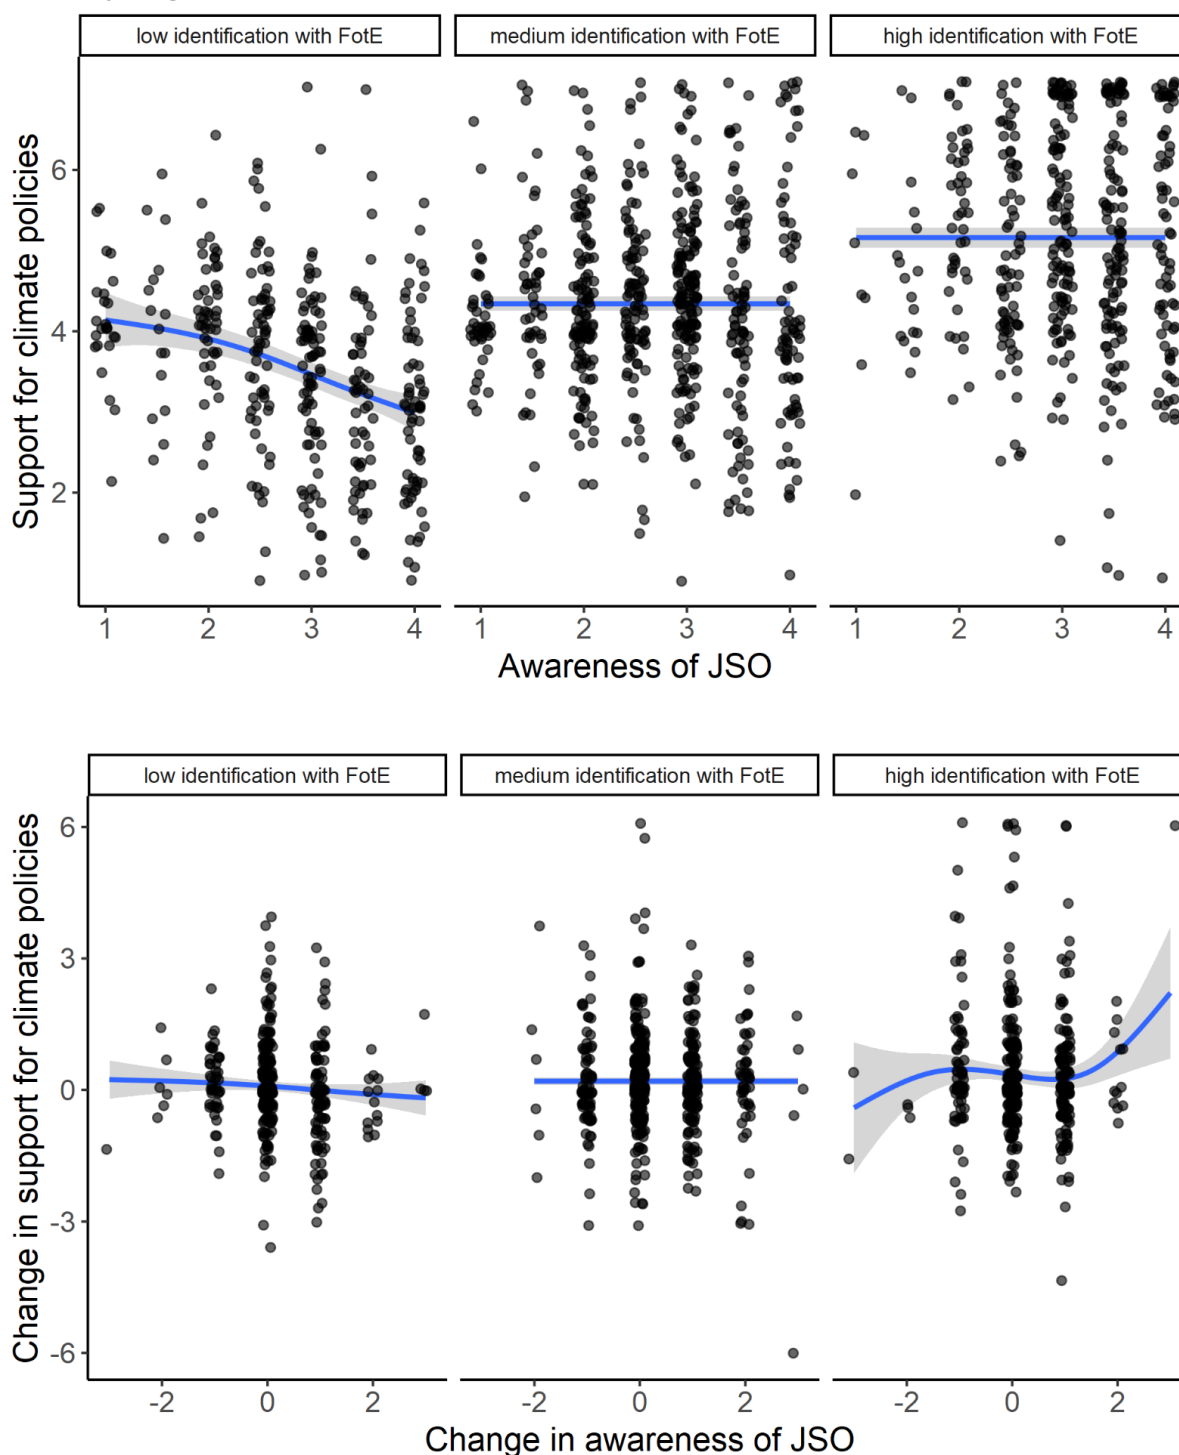 low identification with FotE
medium identification with FotE
high identification with FotE
Support for climate policies
6
4
2
1 2 3 4
1 2 3 4
1 2 3 4
Awareness of JSO
low identification with FotE
medium identification with FotE
high identification with FotE
Change in support for climate policies
6
3
0
-3
-6
-2 0 2
-2 0 2
-2 0 2
Change in awareness of JSO